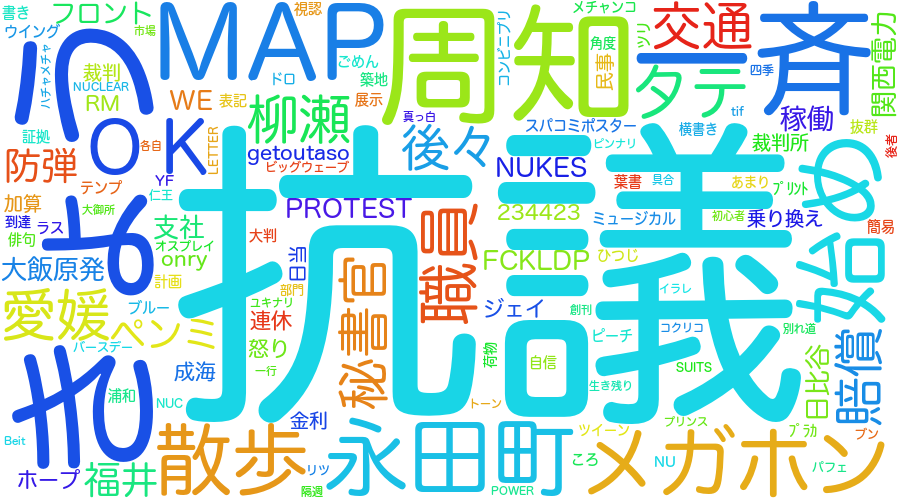 書き
フロント
MAP
周知
コンビニプリ
メチャンコ
交通
一斉
ウイング
市場
視認
角度
ツリ
関西電力
ハチャメチャ
裁判
ドロ
ごめん
民事
タテ
四季
NUCLEAR
築地
RM
WE
表記
展示
tif
稼働
柳瀬
真っ白
抜群
OK
LETTER
後々
スパコミポスター
横書き
証拠
各自
getoutaso
ピンナリ
裁判所
後者
防弾
ビッグウェーブ
NUKES
YF
テンプ
仁王
葉書
具合
あまり
プリント
加算
PROTEST
234423
始め
到達
ラス
大御所
職員
ミュージカル
初心者
乗り換え
簡易
俳句
支社
オスプレイ
大判
抗議
FCKLDP
大飯原発
onry
日当
秘書官
ひつじ
計画
部門
イラレ
愛媛
ブルー
ユキナリ
ジェイ
創刊
ペンミ
連休
ピーチ
コクリコ
別れ道
バースデー
怒り
荷物
賠償
一行
自信
日比谷
成海
SUITS
生き残り
浦和
NUC
トーン
金利
プリンス
Beit
散歩
永田町
メガホン
ツイーン
プラカ
ブン
ホープ
福井
リツ
隔週
POWER
ころ
NU
パフェ